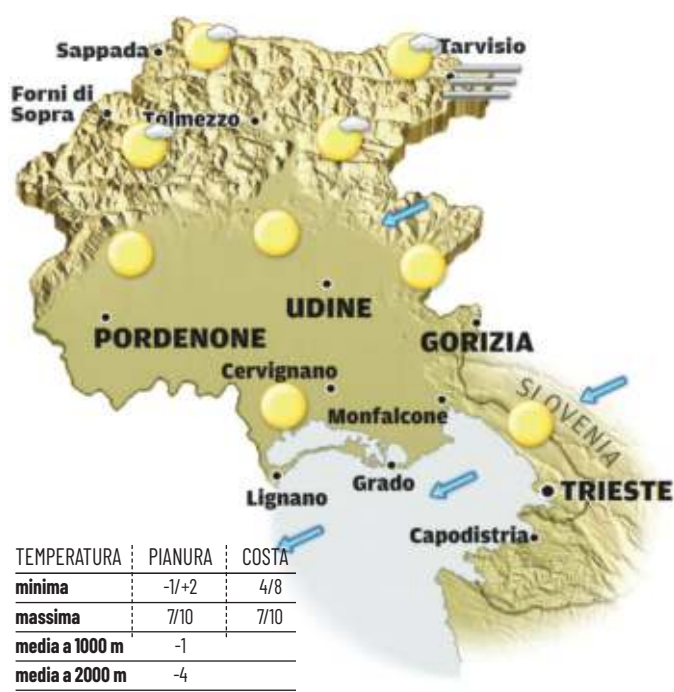 Sappada
Tarvisio
Forni di
Sopra
Tolmezzo
UDINE
PORDENONE
GORIZIA
Cervignano
SLOVENIA
Monfalcone
Lignano
Grado
TRIESTE
Capodistria
TEMPERATURA PIANURA COSTA
minima -1/+2 4/8
massima 7/10 7/10
media a 1000 m -1
media a 2000 m -4